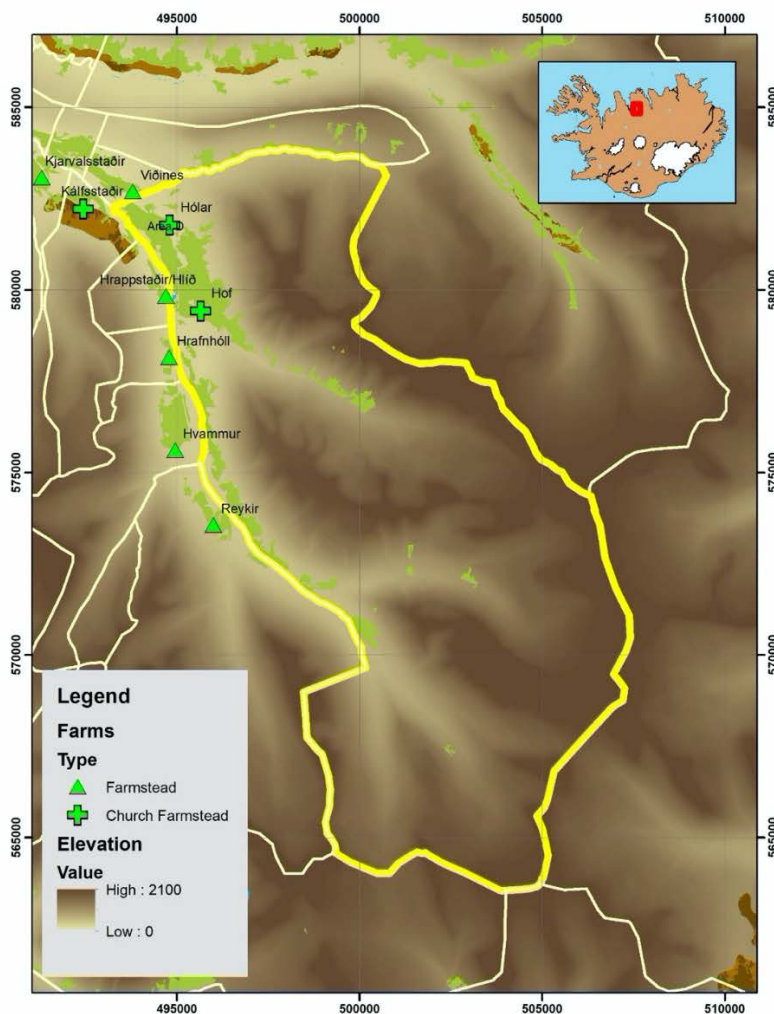 495000 500000 505000 510000
585000 585000
Kjarvalsstaðir
Viðines
Kálfsstaðir
Hólar
580000 580000
Hrappstaðir/Hlíð
Hof
Hrafnhóll
Hvammur
575000 575000
Reykir
570000 570000
565000 565000
Legend
Farms
Type
Farmstead
Church Farmstead
Elevation
Value
High : 2100
Low : 0
495000 500000 505000 510000